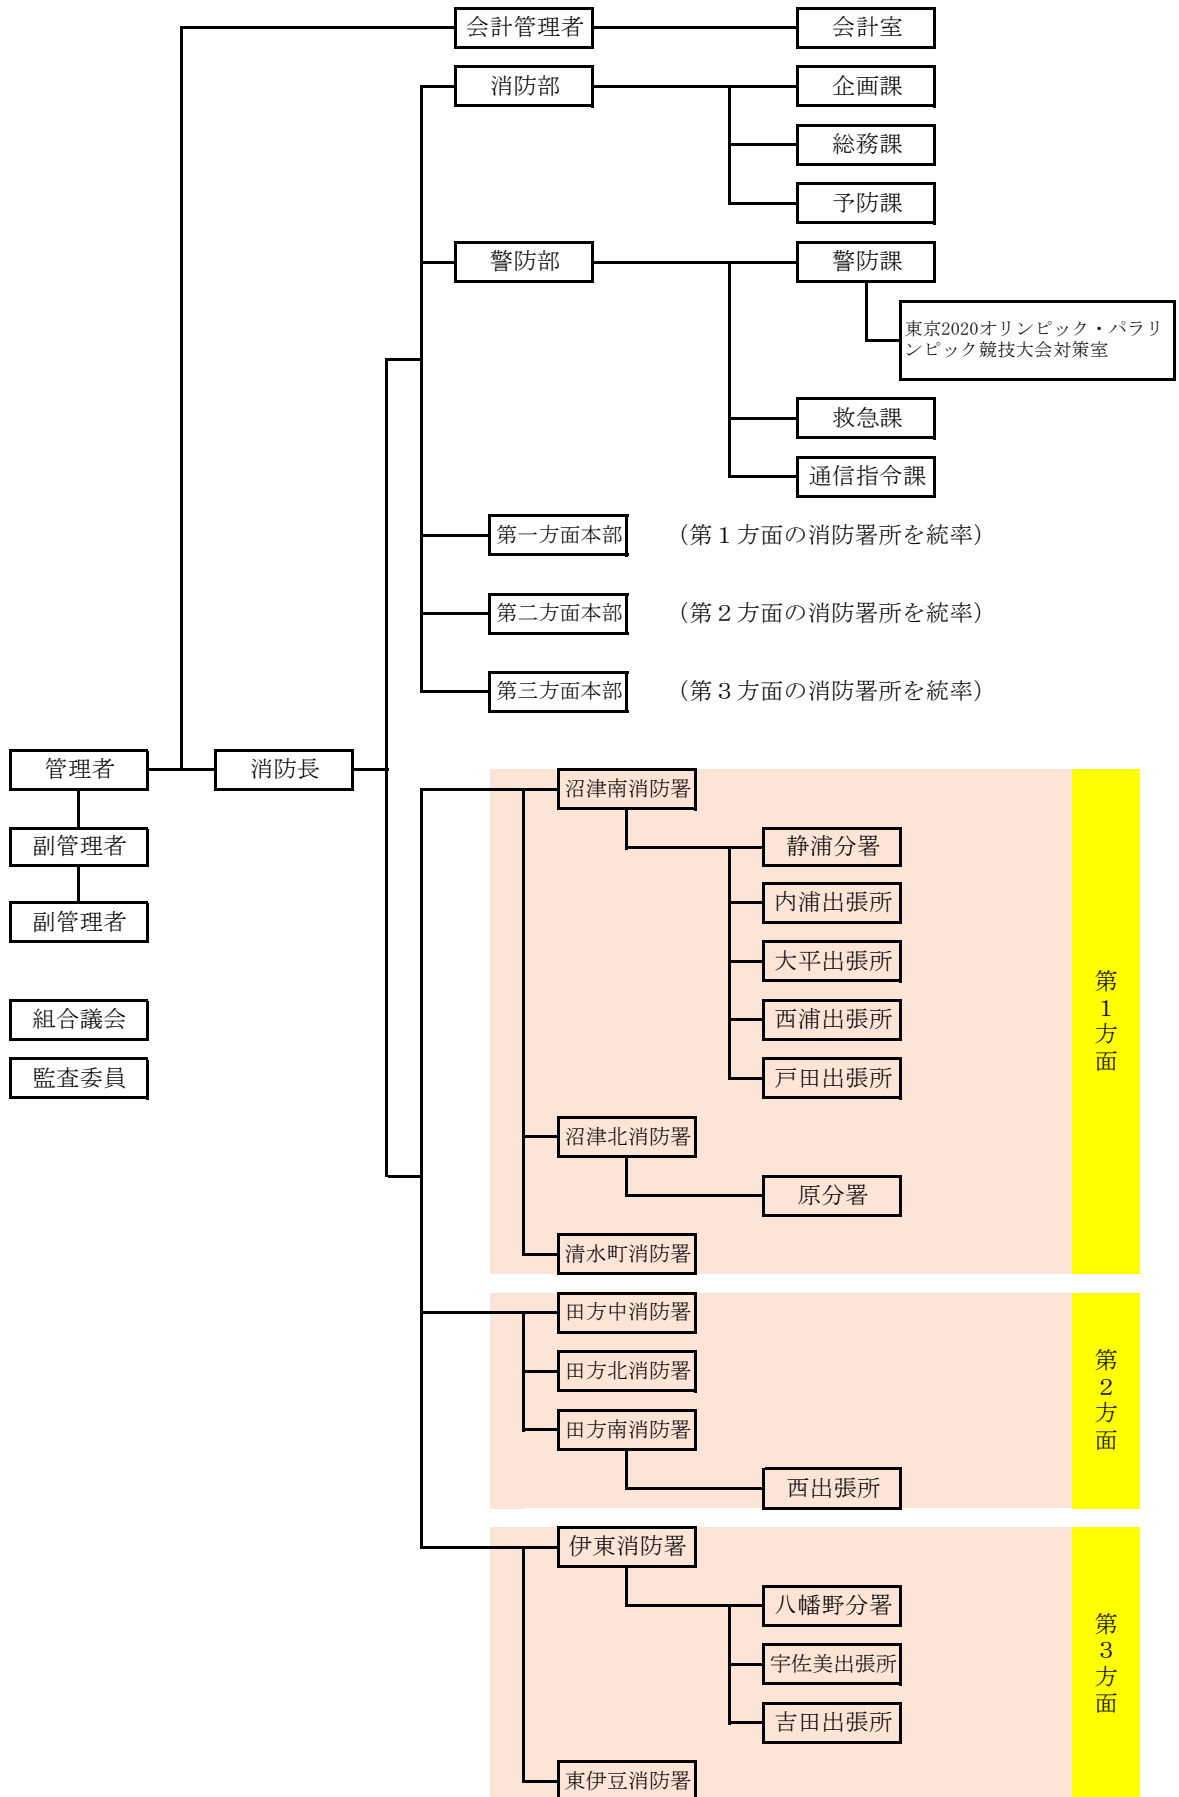 会計管理者
会計室
消防部
企画課
総務課
予防課
警防部
警防課
東京2020オリンピック・パラリ
ンピック競技大会対策室
救急課
通信指令課
第一方面本部
（第１方面の消防署所を統率）
第二方面本部
（第２方面の消防署所を統率）
第三方面本部
（第３方面の消防署所を統率）
管理者
消防長
副管理者
副管理者
組合議会
監査委員
沼津南消防署
静浦分署
内浦出張所
大平出張所
西浦出張所
戸田出張所
沼津北消防署
原分署
清水町消防署
第１方面
田方中消防署
田方北消防署
田方南消防署
西出張所
第２方面
伊東消防署
八幡野分署
宇佐美出張所
吉田出張所
東伊豆消防署
第３方面